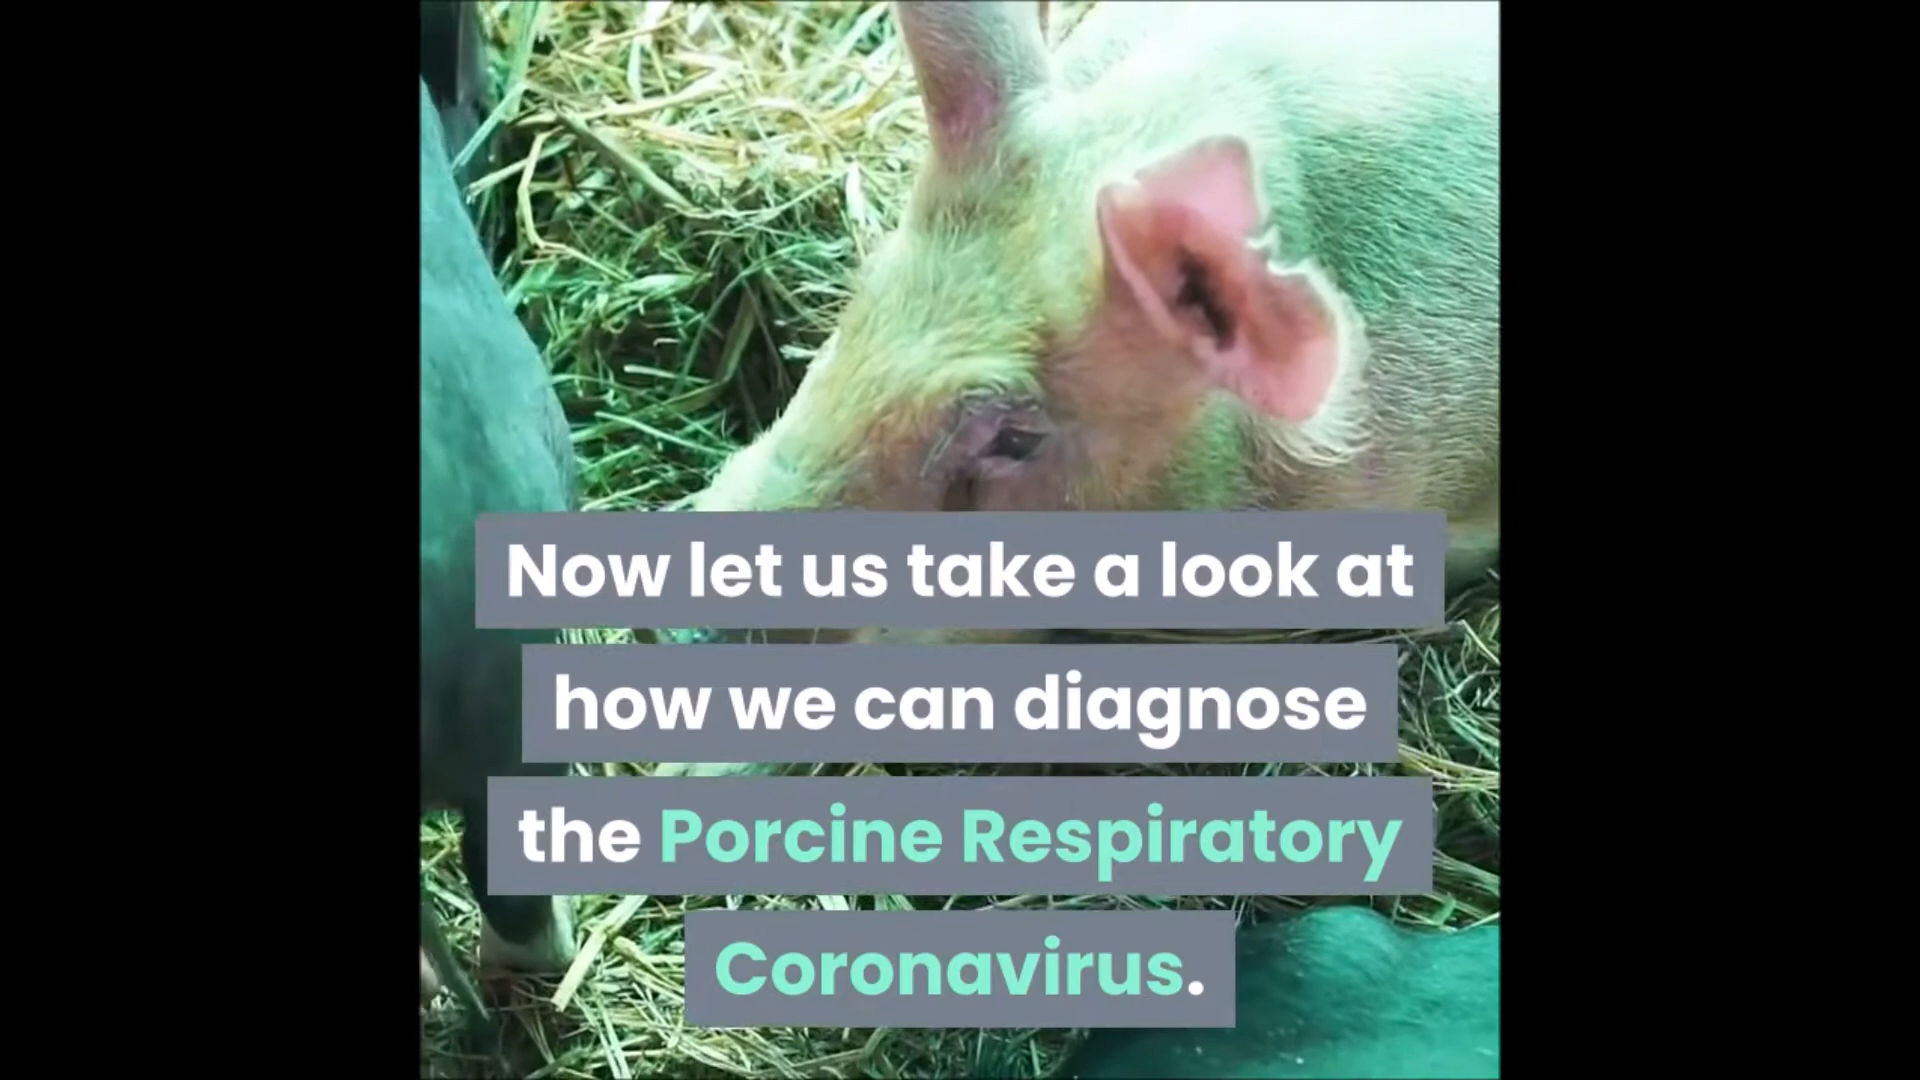 Now let us take a look at
how we can diagnose
the Porcine Respiratory
Coronavirus.